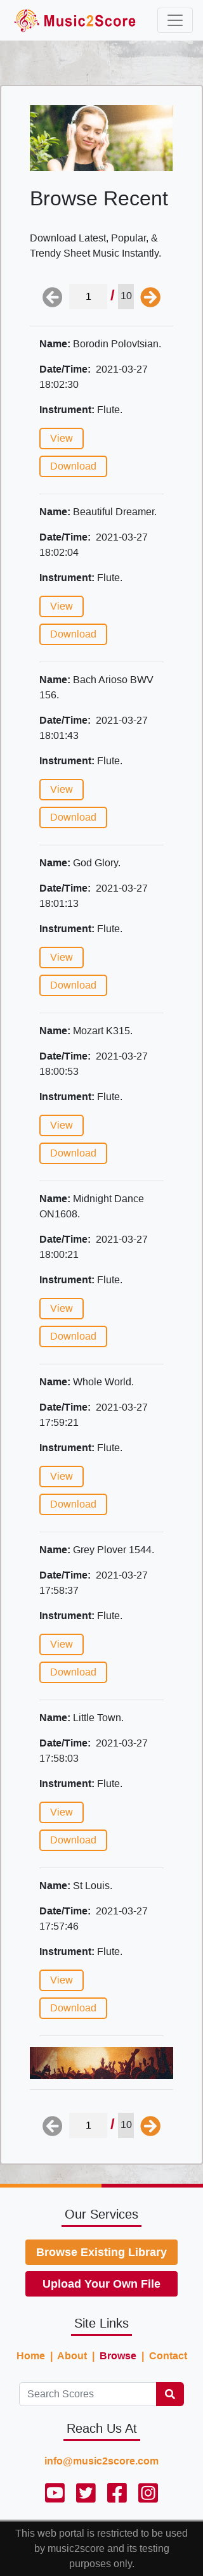 Music2Score
Browse Recent
Download Latest, Popular, &
Trendy Sheet Music Instantly.
1 / 10
Name: Borodin Polovtsian.
Date/Time: 2021-03-27
18:02:30
Instrument: Flute.
View
Download
Name: Beautiful Dreamer.
Date/Time: 2021-03-27
18:02:04
Instrument: Flute.
View
Download
Name: Bach Arioso BWV
156.
Date/Time: 2021-03-27
18:01:43
Instrument: Flute.
View
Download
Name: God Glory.
Date/Time: 2021-03-27
18:01:13
Instrument: Flute.
View
Download
Name: Mozart K315.
Date/Time: 2021-03-27
18:00:53
Instrument: Flute.
View
Download
Name: Midnight Dance
ON1608.
Date/Time: 2021-03-27
18:00:21
Instrument: Flute.
View
Download
Name: Whole World.
Date/Time: 2021-03-27
17:59:21
Instrument: Flute.
View
Download
Name: Grey Plover 1544.
Date/Time: 2021-03-27
17:58:37
Instrument: Flute.
View
Download
Name: Little Town.
Date/Time: 2021-03-27
17:58:03
Instrument: Flute.
View
Download
Name: St Louis.
Date/Time: 2021-03-27
17:57:46
Instrument: Flute.
View
Download
1 / 10
Our Services
Browse Existing Library
Upload Your Own File
Site Links
Home | About | Browse | Contact
Search Scores
Reach Us At
info@music2score.com
This web portal is restricted to be used
by music2score and its testing
purposes only.